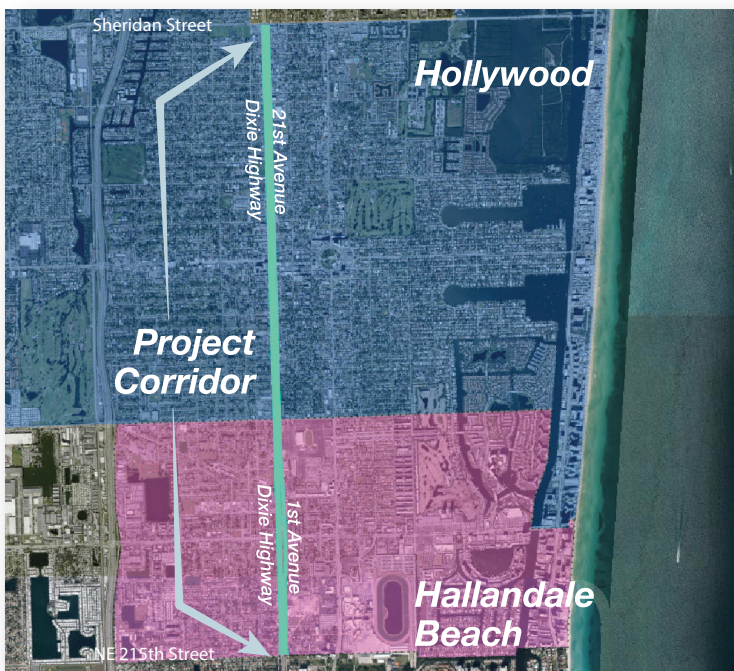 Sheridan Street
Hollywood
21st Avenue
Dixie Highway
Project
Corridor
1st Avenue
Dixie Highway
Hallandale
Beach
NE 215th Street